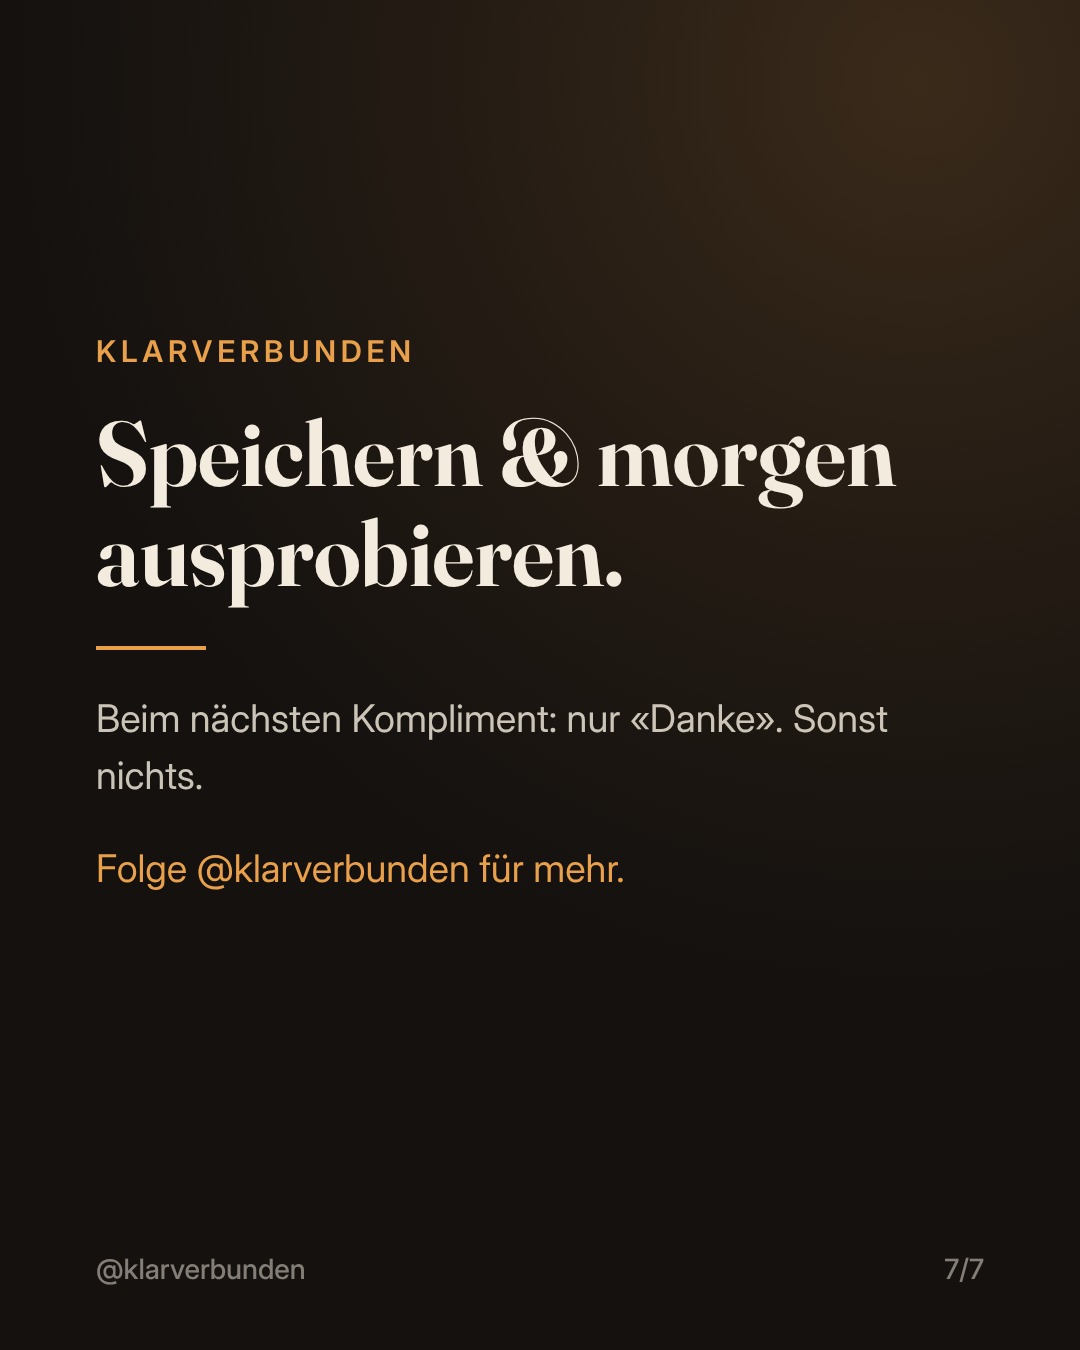 KLARVERBUNDEN
Speichern & morgen
ausprobieren.
Beim nächsten Kompliment: nur «Danke». Sonst
nichts.
Folge @klarverbunden für mehr.
@klarverbunden
7/7